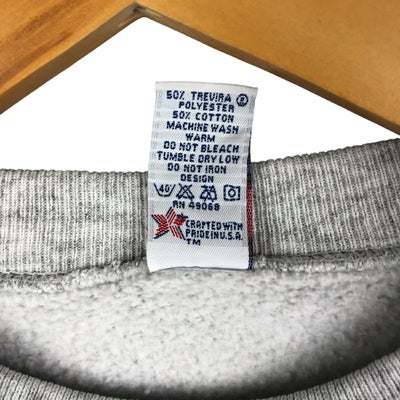 50% TREVIRA ®
POLYESTER
50% COTTON
MACHINE WASH
WARM
DO NOT BLEACH
TUMBLE DRY LOW
DO NOT IRON
DESIGN
40
RN 49068
CRAFTED WITH
PRIDE IN U.S.A.
TM